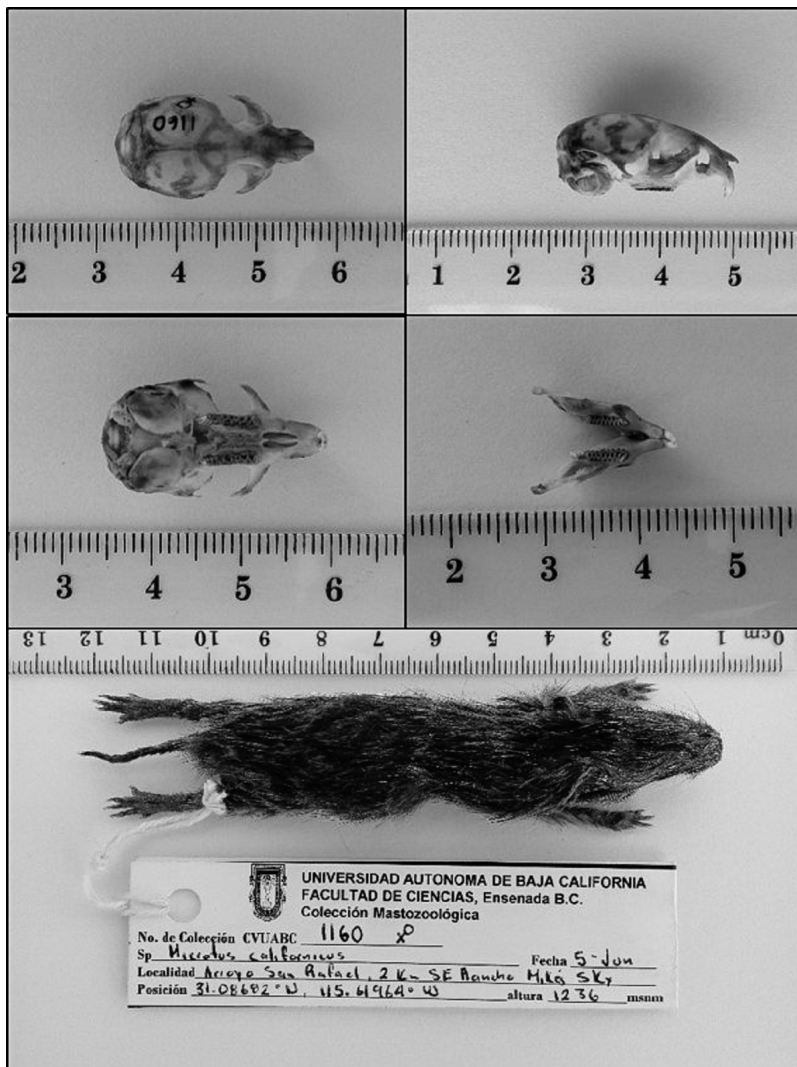 1160
2 3 4 5 6
1 2 3 4 5
3 4 5 6
2 3 4 5
13 12 11 10 9 8 7 6 5 4 3 2 1 0cm
UNIVERSIDAD AUTONOMA DE BAJA CALIFORNIA
FACULTAD DE CIENCIAS, Ensenada B.C.
Colección Mastozoológica
No. de Colección CVUABC 1160 ♀
Sp Microtus californicus Fecha 5-Jun
Localidad Arroyo San Rafael, 2 Km SE Rancho Mike's Sky
Posición 31.08682° N, 115.61964° W altura 1236 msnm